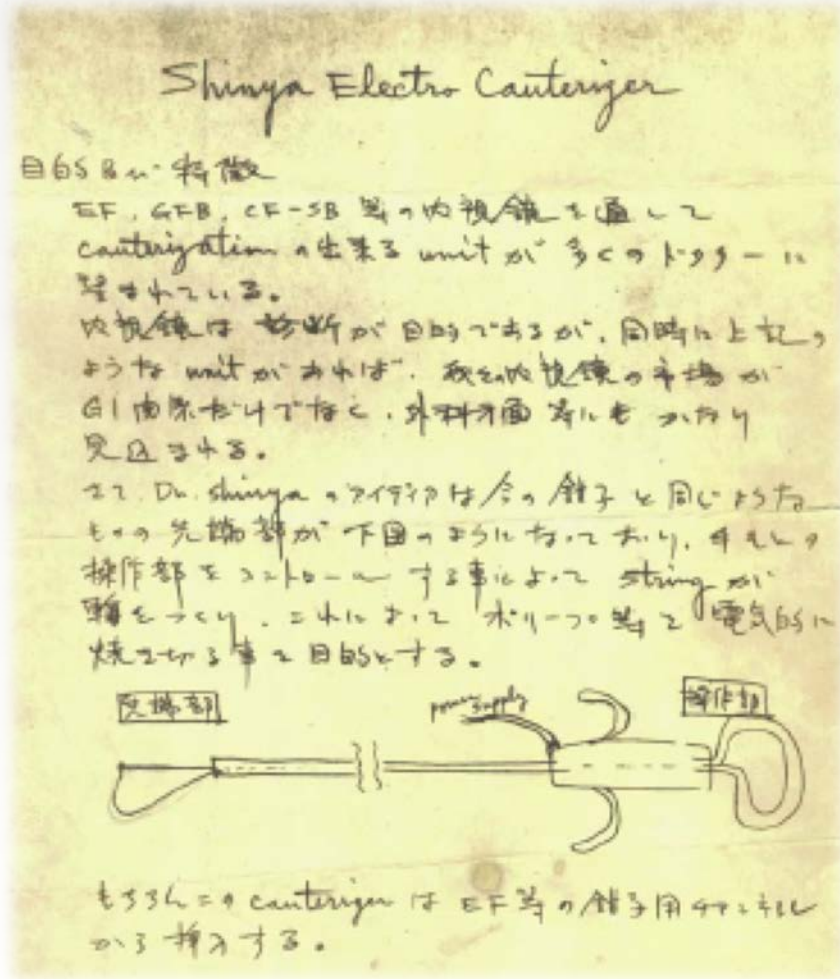 Shinya Electro Cauterizer
目的及び特徴
EF, GFB, CF-SB 等の内視鏡を通して
cauterization の出来る unit が 多くのドクターに
望まれている。
内視鏡は 診断が目的であるが、同時に上記の
ような unit があれば、我々の内視鏡の市場が
GI 関係だけでなく、外科方面等にも かなり
見込まれる。
さて、Dr. Shinya のアイディアは今の鉗子と同じような
ものの先端部が下図のようになっており、手元の
操作部をコントロールする事によって string が
輪をつくり、これによって ポリープ等を電気的に
焼き切る事を目的とする。
先端部
power supply
操作部
もちろんこの cauterizer は EF等の鉗子用チャンネル
から挿入する。